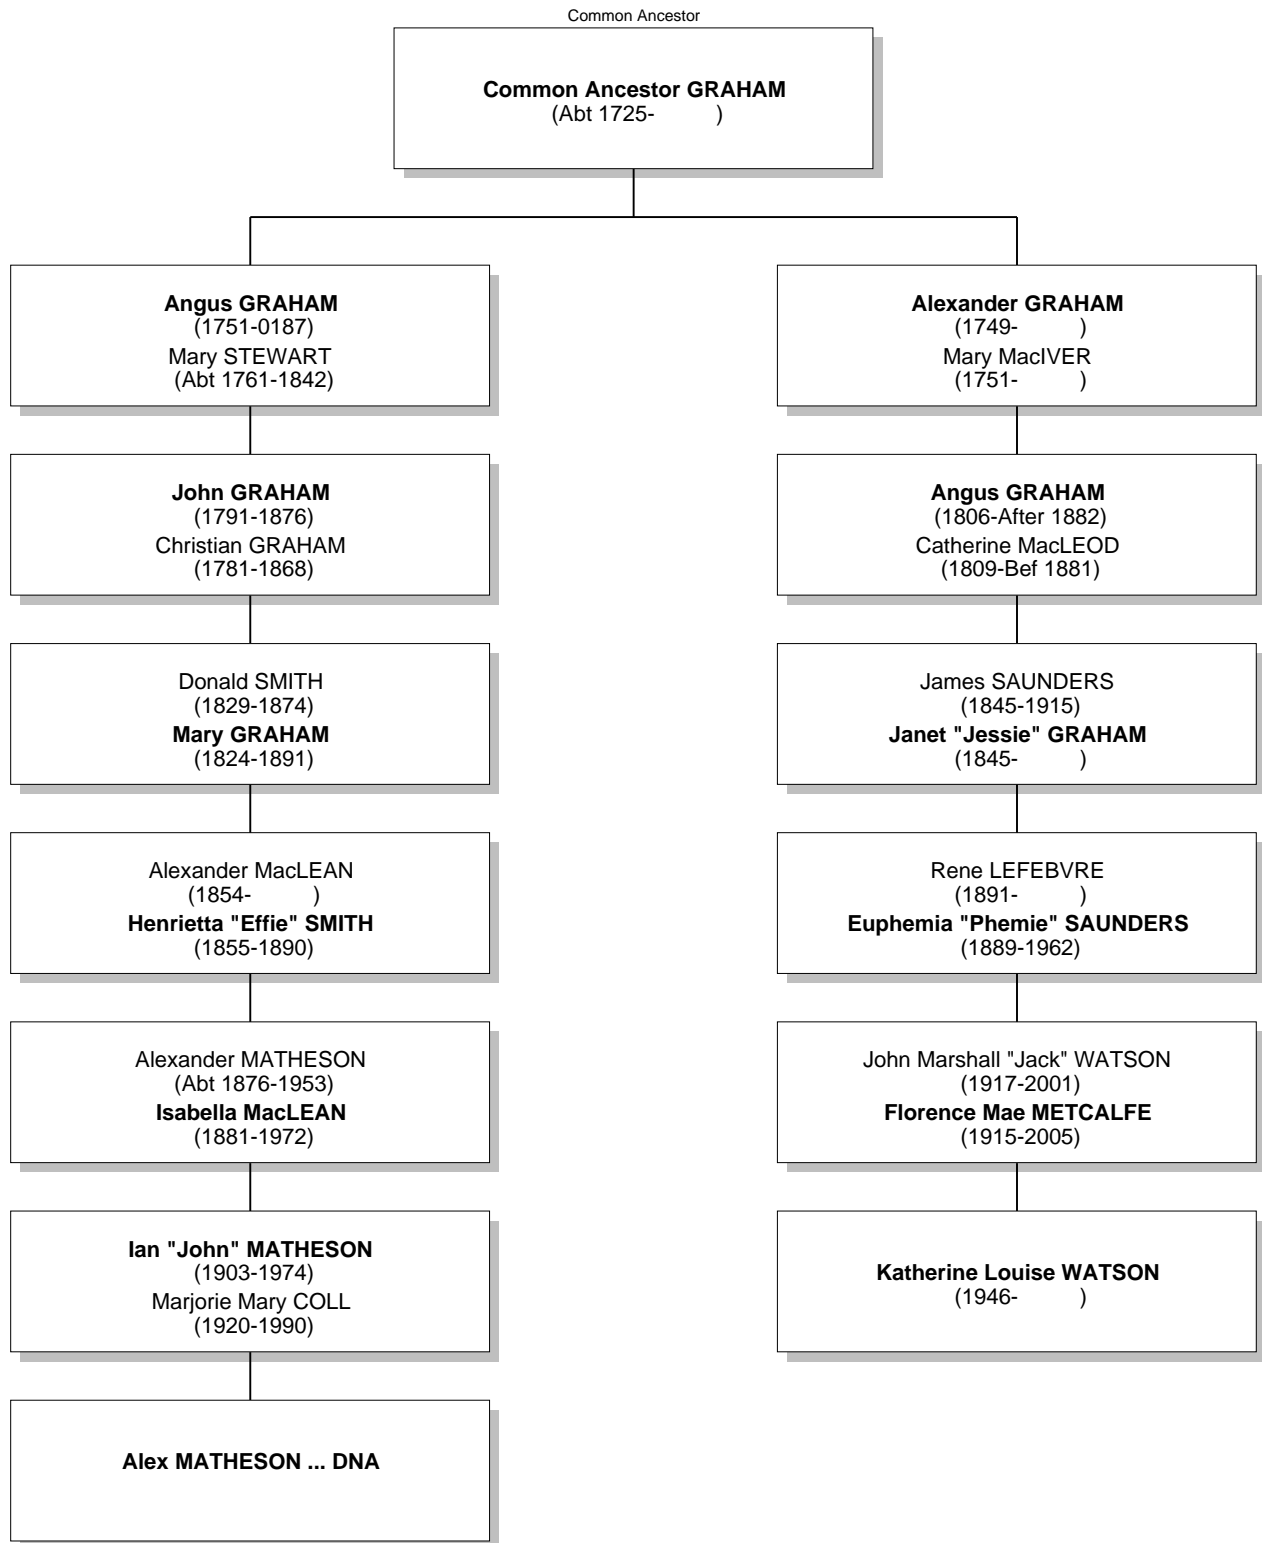 Common Ancestor
Common Ancestor GRAHAM
(Abt 1725- )
Angus GRAHAM
(1751-0187)
Mary STEWART
(Abt 1761-1842)
Alexander GRAHAM
(1749- )
Mary MacIVER
(1751- )
John GRAHAM
(1791-1876)
Christian GRAHAM
(1781-1868)
Angus GRAHAM
(1806-After 1882)
Catherine MacLEOD
(1809-Bef 1881)
Donald SMITH
(1829-1874)
Mary GRAHAM
(1824-1891)
James SAUNDERS
(1845-1915)
Janet "Jessie" GRAHAM
(1845- )
Alexander MacLEAN
(1854- )
Henrietta "Effie" SMITH
(1855-1890)
Rene LEFEBVRE
(1891- )
Euphemia "Phemie" SAUNDERS
(1889-1962)
Alexander MATHESON
(Abt 1876-1953)
Isabella MacLEAN
(1881-1972)
John Marshall "Jack" WATSON
(1917-2001)
Florence Mae METCALFE
(1915-2005)
Ian "John" MATHESON
(1903-1974)
Marjorie Mary COLL
(1920-1990)
Katherine Louise WATSON
(1946- )
Alex MATHESON ... DNA